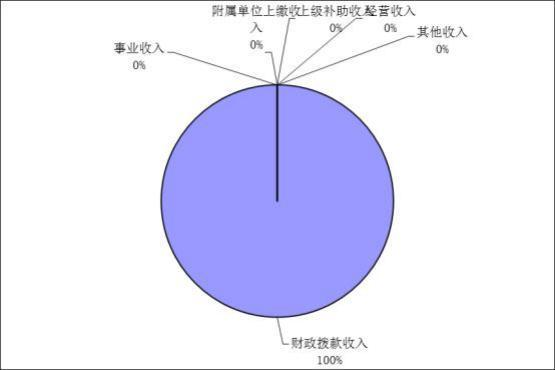 附属单位上缴收
入
0%
上级补助收入
0%
经营收入
0%
其他收入
0%
事业收入
0%
财政拨款收入
100%